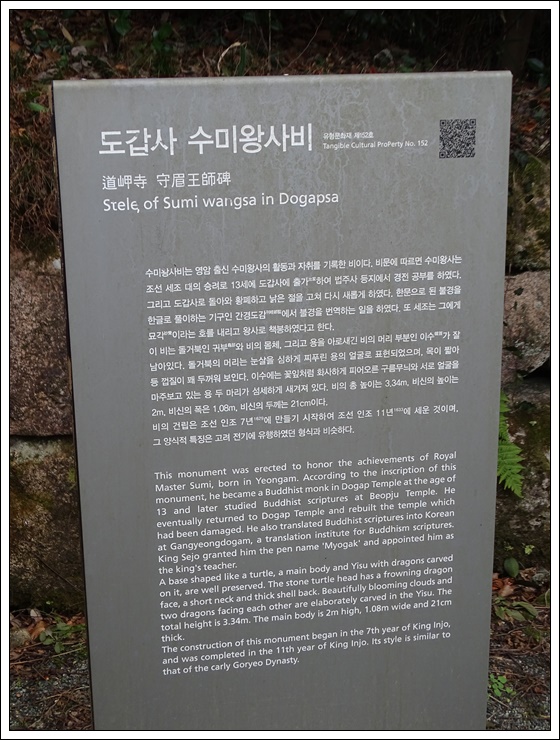 도갑사 수미왕사비
유형문화재 제152호
Tangible Cultural ProPerty No. 152
道岬寺 守眉王師碑
Stele of Sumi wangsa in Dogapsa
수미왕사비는 영암 출신 수미왕사의 활동과 자취를 기록한 비이다. 비문에 따르면 수미왕사는
조선 세조 대의 승려로 13세에 도갑사에 출가하여 법주사 등지에서 경전 공부를 하였다.
그리고 도갑사로 돌아와 황폐하고 낡은 절을 고쳐 다시 새롭게 하였다. 한문으로 된 불경을
한글로 풀이하는 기구인 간경도감에서 불경을 번역하는 일을 하였다. 또 세조는 그에게
묘각이라는 호를 내리고 왕사로 책봉하였다고 한다.
이 비는 돌거북인 귀부와 비의 몸체, 그리고 용을 아로새긴 비의 머리 부분인 이수가 잘
남아있다. 돌거북의 머리는 눈살을 심하게 찌푸린 용의 얼굴로 표현되었으며, 목이 짧아
등 껍질이 꽤 두꺼워 보인다. 이수에는 꽃잎처럼 화사하게 피어오른 구름무늬와 서로 얼굴을
마주보고 있는 용 두 마리가 섬세하게 새겨져 있다. 비의 총 높이는 3.34m, 비신의 높이는
2m, 비신의 폭은 1.08m, 비신의 두께는 21cm이다.
비의 건립은 조선 인조 7년에 만들기 시작하여 조선 인조 11년에 세운 것이며,
그 양식적 특징은 고려 전기에 유행하였던 형식과 비슷하다.
This monument was erected to honor the achievements of Royal
Master Sumi, born in Yeongam. According to the inscription of this
monument, he became a Buddhist monk in Dogap Temple at the age of
13 and later studied Buddhist scriptures at Beopju Temple. He
eventually returned to Dogap Temple and rebuilt the temple which
had been damaged. He also translated Buddhist scriptures into Korean
at Gangyeongdogam, a translation institute for Buddhism scriptures.
King Sejo granted him the pen name 'Myogak' and appointed him as
the king's teacher.
A base shaped like a turtle, a main body and Yisu with dragons carved
on it, are well preserved. The stone turtle head has a frowning dragon
face, a short neck and thick shell back. Beautifully blooming clouds and
two dragons facing each other are elaborately carved in the Yisu. The
total height is 3.34m. The main body is 2m high, 1.08m wide and 21cm
thick.
The construction of this monument began in the 7th year of King Injo,
and was completed in the 11th year of King Injo. Its style is similar to
that of the carly Goryeo Dynasty.